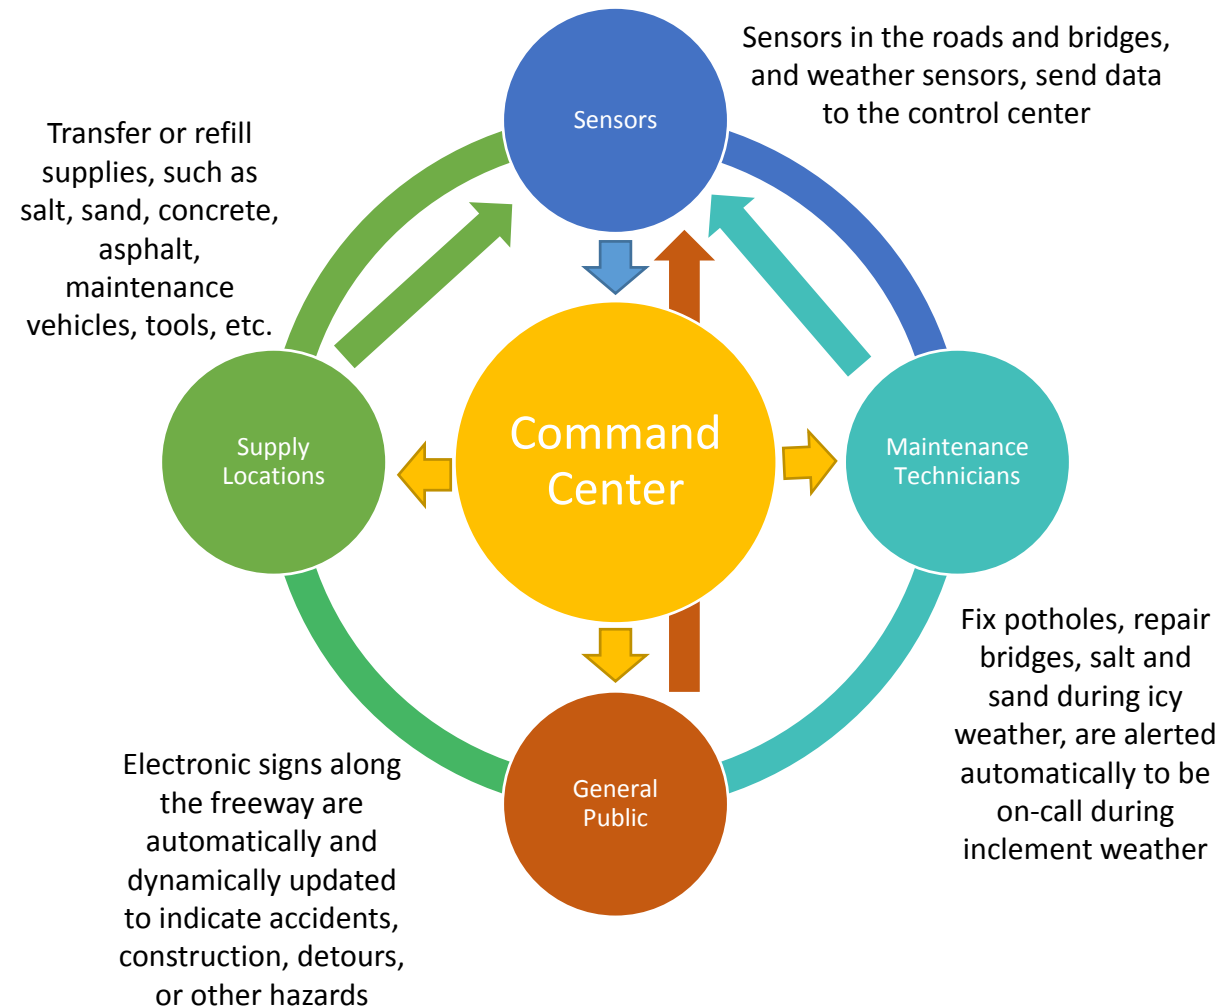 Sensors in the roads and bridges,
and weather sensors, send data
to the control center
Sensors
Transfer or refill
supplies, such as
salt, sand, concrete,
asphalt,
maintenance
vehicles, tools, etc.
Supply
Locations
Command
Center
Maintenance
Technicians
Fix potholes, repair
bridges, salt and
sand during icy
weather, are alerted
automatically to be
on-call during
inclement weather
General
Public
Electronic signs along
the freeway are
automatically and
dynamically updated
to indicate accidents,
construction, detours,
or other hazards